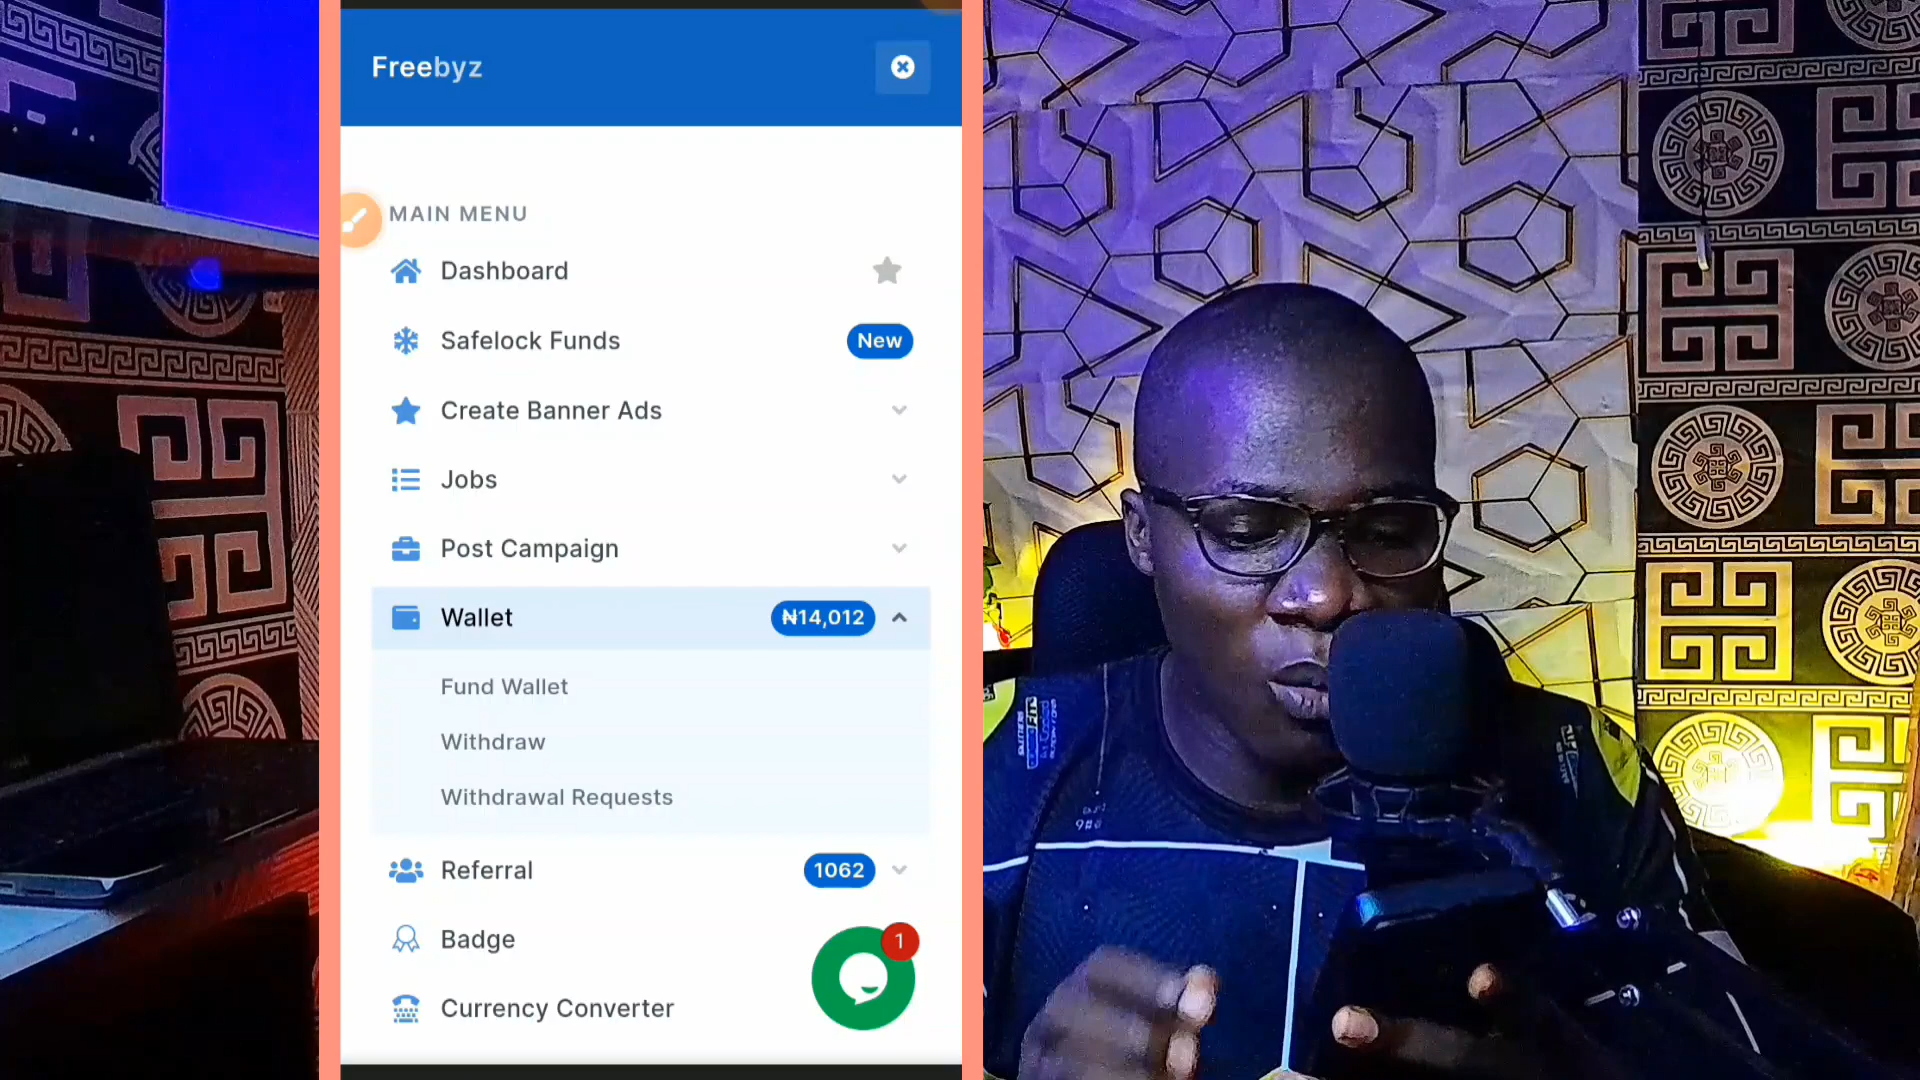 Freebyz
MAIN MENU
Dashboard
Safelock Funds New
Create Banner Ads
Jobs
Post Campaign
Wallet ₦14,012
Fund Wallet
Withdraw
Withdrawal Requests
Referral 1062
Badge
1
Currency Converter